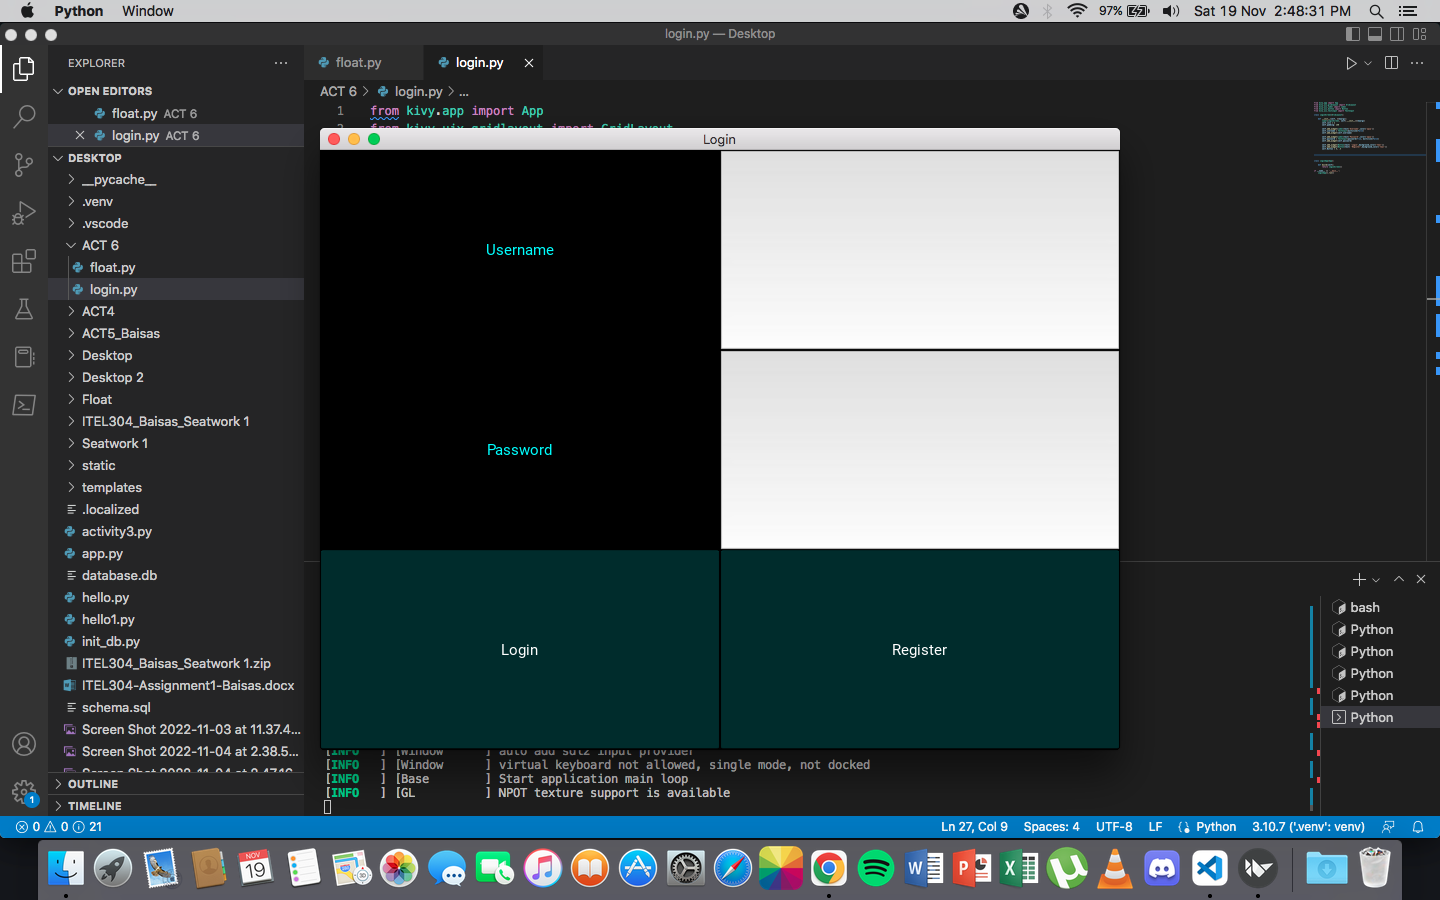 Python Window
97%
Sat 19 Nov 2:48:31 PM
login.py — Desktop
EXPLORER
OPEN EDITORS
float.py ACT 6
login.py ACT 6
DESKTOP
__pycache__
.venv
.vscode
ACT 6
float.py
login.py
ACT4
ACT5_Baisas
Desktop
Desktop 2
Float
ITEL304_Baisas_Seatwork 1
Seatwork 1
static
templates
.localized
activity3.py
app.py
database.db
hello.py
hello1.py
init_db.py
ITEL304_Baisas_Seatwork 1.zip
ITEL304-Assignment1-Baisas.docx
schema.sql
Screen Shot 2022-11-03 at 11.37.4...
Screen Shot 2022-11-04 at 2.38.5...
OUTLINE
TIMELINE
float.py
login.py
ACT 6 > login.py > ...
1 from kivy.app import App
Login
Username
Password
Login
Register
[INFO ] [Window ] auto add sdl2 input provider
[INFO ] [Window ] virtual keyboard not allowed, single mode, not docked
[INFO ] [Base ] Start application main loop
[INFO ] [GL ] NPOT texture support is available
bash
Python
Python
Python
Python
Python
1
0 0 21
Ln 27, Col 9 Spaces: 4 UTF-8 LF Python 3.10.7 ('.venv': venv)
NOV
19